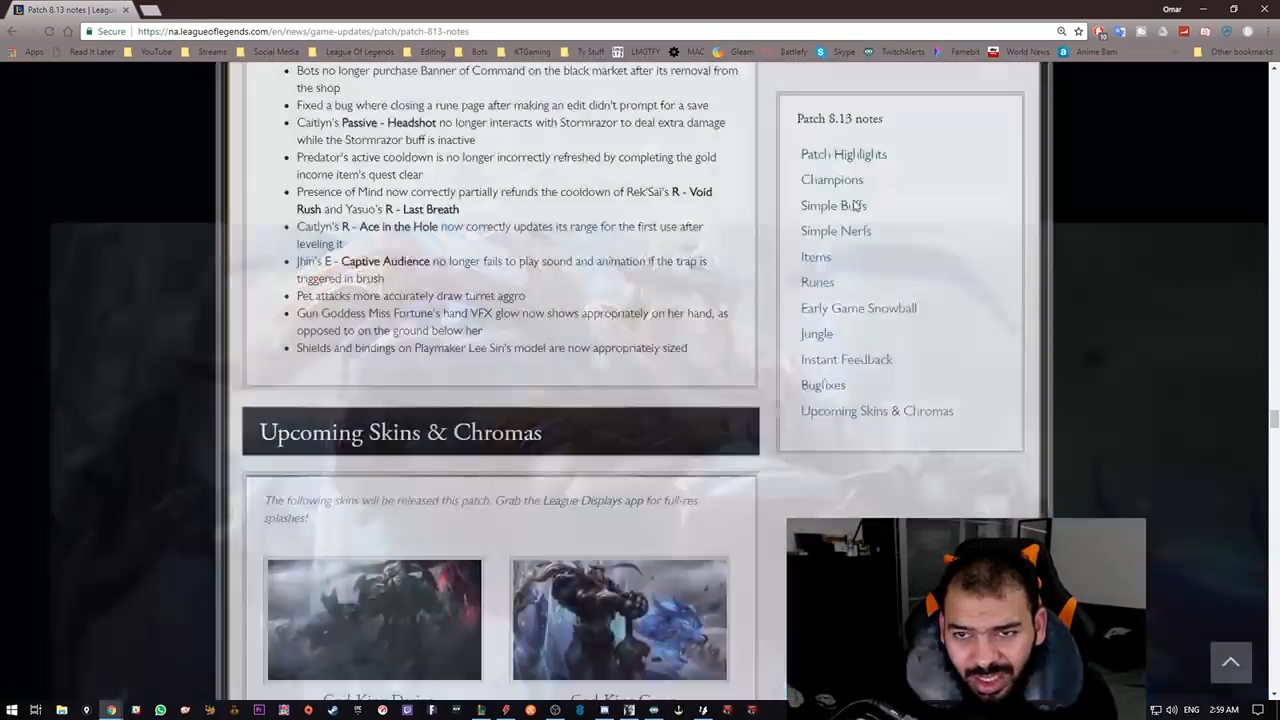 Patch 8.13 notes | Leagu
Omar
Secure
https://na.leagueoflegends.com/en/news/game-updates/patch/patch-813-notes
Apps
Read It Later
YouTube
Streams
Social Media
League Of Legends
Editing
Bots
KTGaming
Tv Stuff
LMGTFY
MAC
Gleam
Battlefy
Skype
TwitchAlerts
Famebit
World News
Anime Bam
Other bookmarks
Bots no longer purchase Banner of Command on the black market after its removal from
the shop
Fixed a bug where closing a rune page after making an edit didn't prompt for a save
Caitlyn's Passive - Headshot no longer interacts with Stormrazor to deal extra damage
while the Stormrazor buff is inactive
Predator's active cooldown is no longer incorrectly refreshed by completing the gold
income item's quest clear
Presence of Mind now correctly partially refunds the cooldown of Rek'Sai's R - Void
Rush and Yasuo's R - Last Breath
Caitlyn's R - Ace in the Hole now correctly updates its range for the first use after
leveling it
Jhin's E - Captive Audience no longer fails to play sound and animation if the trap is
triggered in brush
Pet attacks more accurately draw turret aggro
Gun Goddess Miss Fortune's hand VFX glow now shows appropriately on her hand, as
opposed to on the ground below her
Shields and bindings on Playmaker Lee Sin's model are now appropriately sized
Upcoming Skins & Chromas
The following skins will be released this patch. Grab the League Displays app for full-res
splashes!
God King Darius
God King Garen
Patch 8.13 notes
Patch Highlights
Champions
Simple Buffs
Simple Nerfs
Items
Runes
Early Game Snowball
Jungle
Instant Feedback
Bugfixes
Upcoming Skins & Chromas
2:59 AM